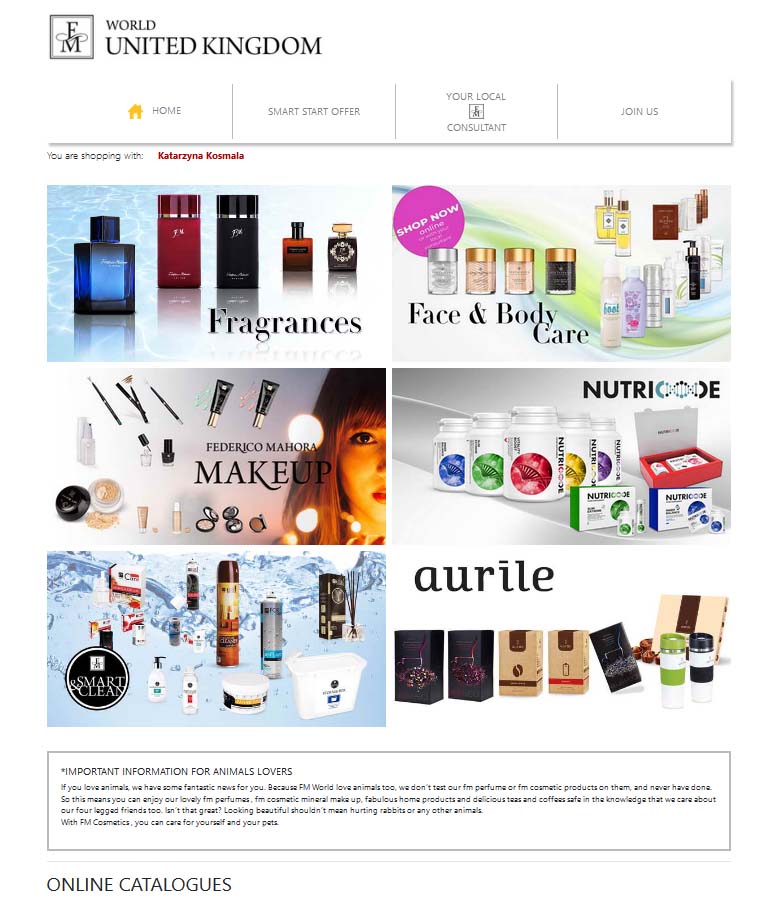 FM
WORLD
UNITED KINGDOM
HOME
SMART START OFFER
YOUR LOCAL
FM
CONSULTANT
JOIN US
You are shopping with: Katarzyna Kosmala
Fragrances
SHOP NOW
online
Face & Body
Care
FEDERICO MAHORA
MAKEUP
NUTRICODE
NUTRICODE
NUTRICODE
NUTRICODE
SMART
& CLEAN
aurile
*IMPORTANT INFORMATION FOR ANIMALS LOVERS
If you love animals, we have some fantastic news for you. Because FM World love animals too, we don't test our fm perfume or fm cosmetic products on them, and never have done.
So this means you can enjoy our lovely fm perfumes , fm cosmetic mineral make up, fabulous home products and delicious teas and coffees safe in the knowledge that we care about
our four legged friends too. Isn't that great? Looking beautiful shouldn't mean hurting rabbits or any other animals.
With FM Cosmetics , you can care for yourself and your pets.
ONLINE CATALOGUES